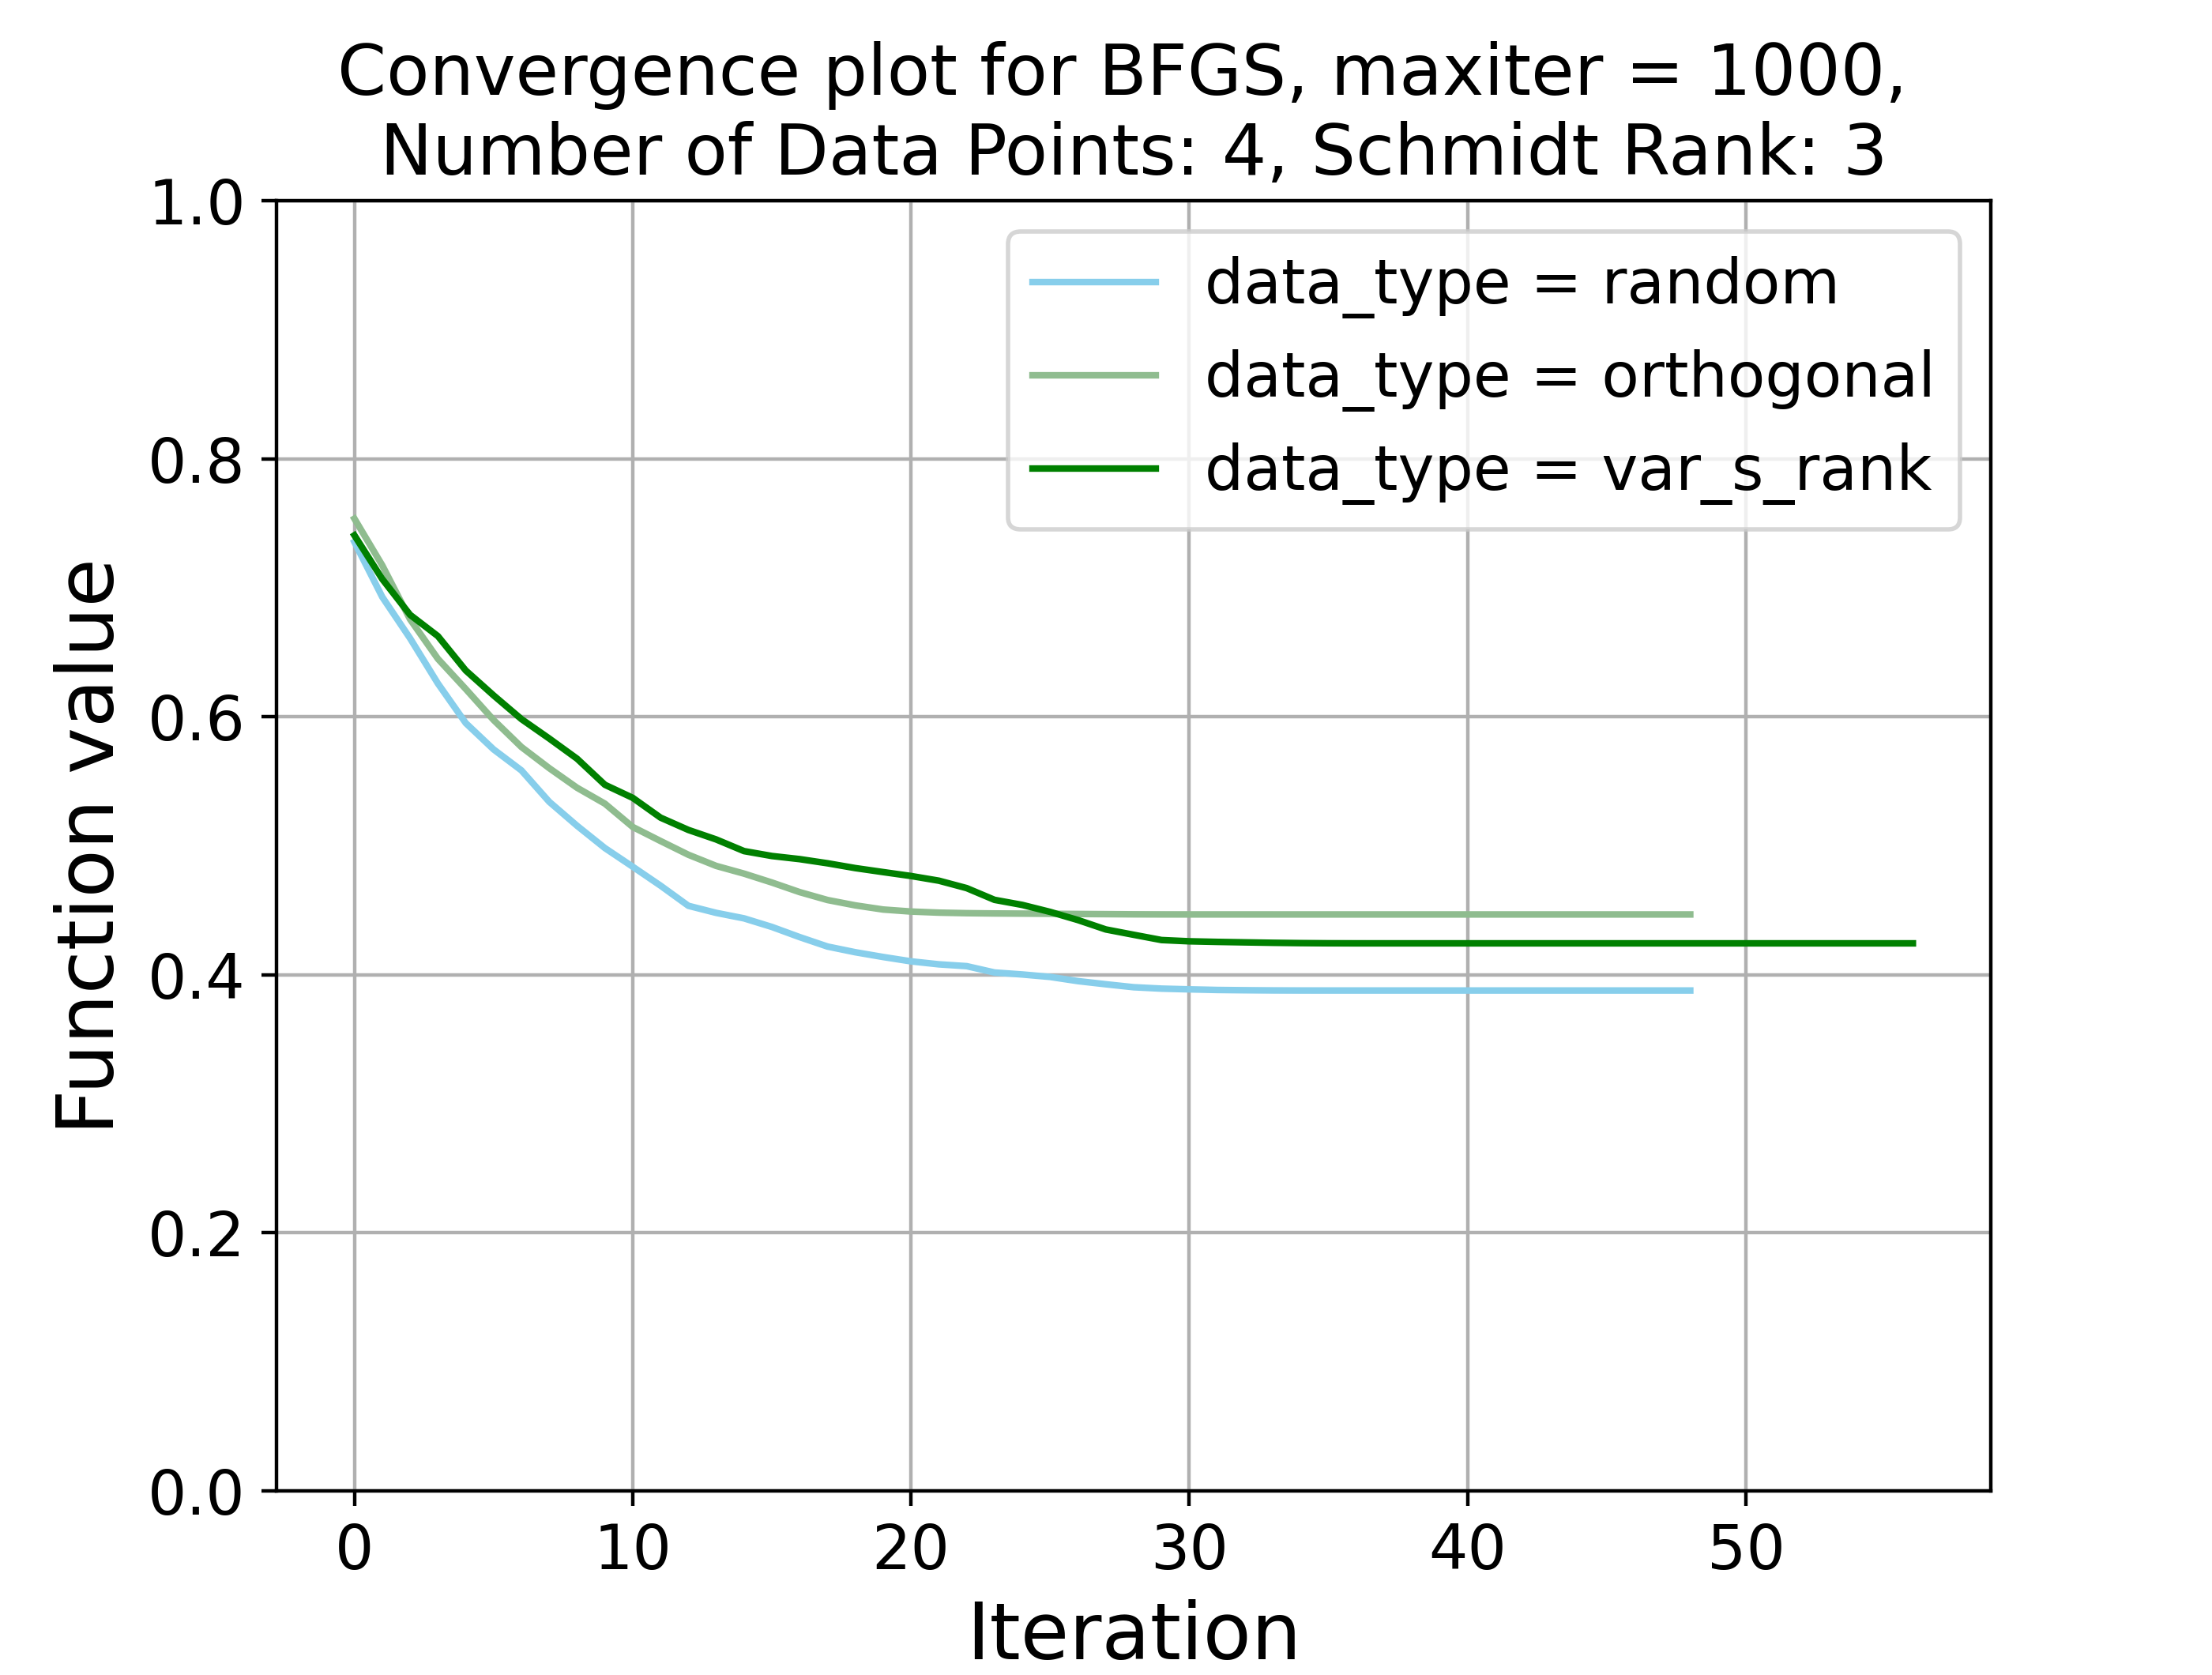 Convergence plot for BFGS, maxiter = 1000,
Number of Data Points: 4, Schmidt Rank: 3
1.0
0.8
0.6
0.4
0.2
0.0
Function value
data_type = random
data_type = orthogonal
data_type = var_s_rank
0 10 20 30 40 50
Iteration